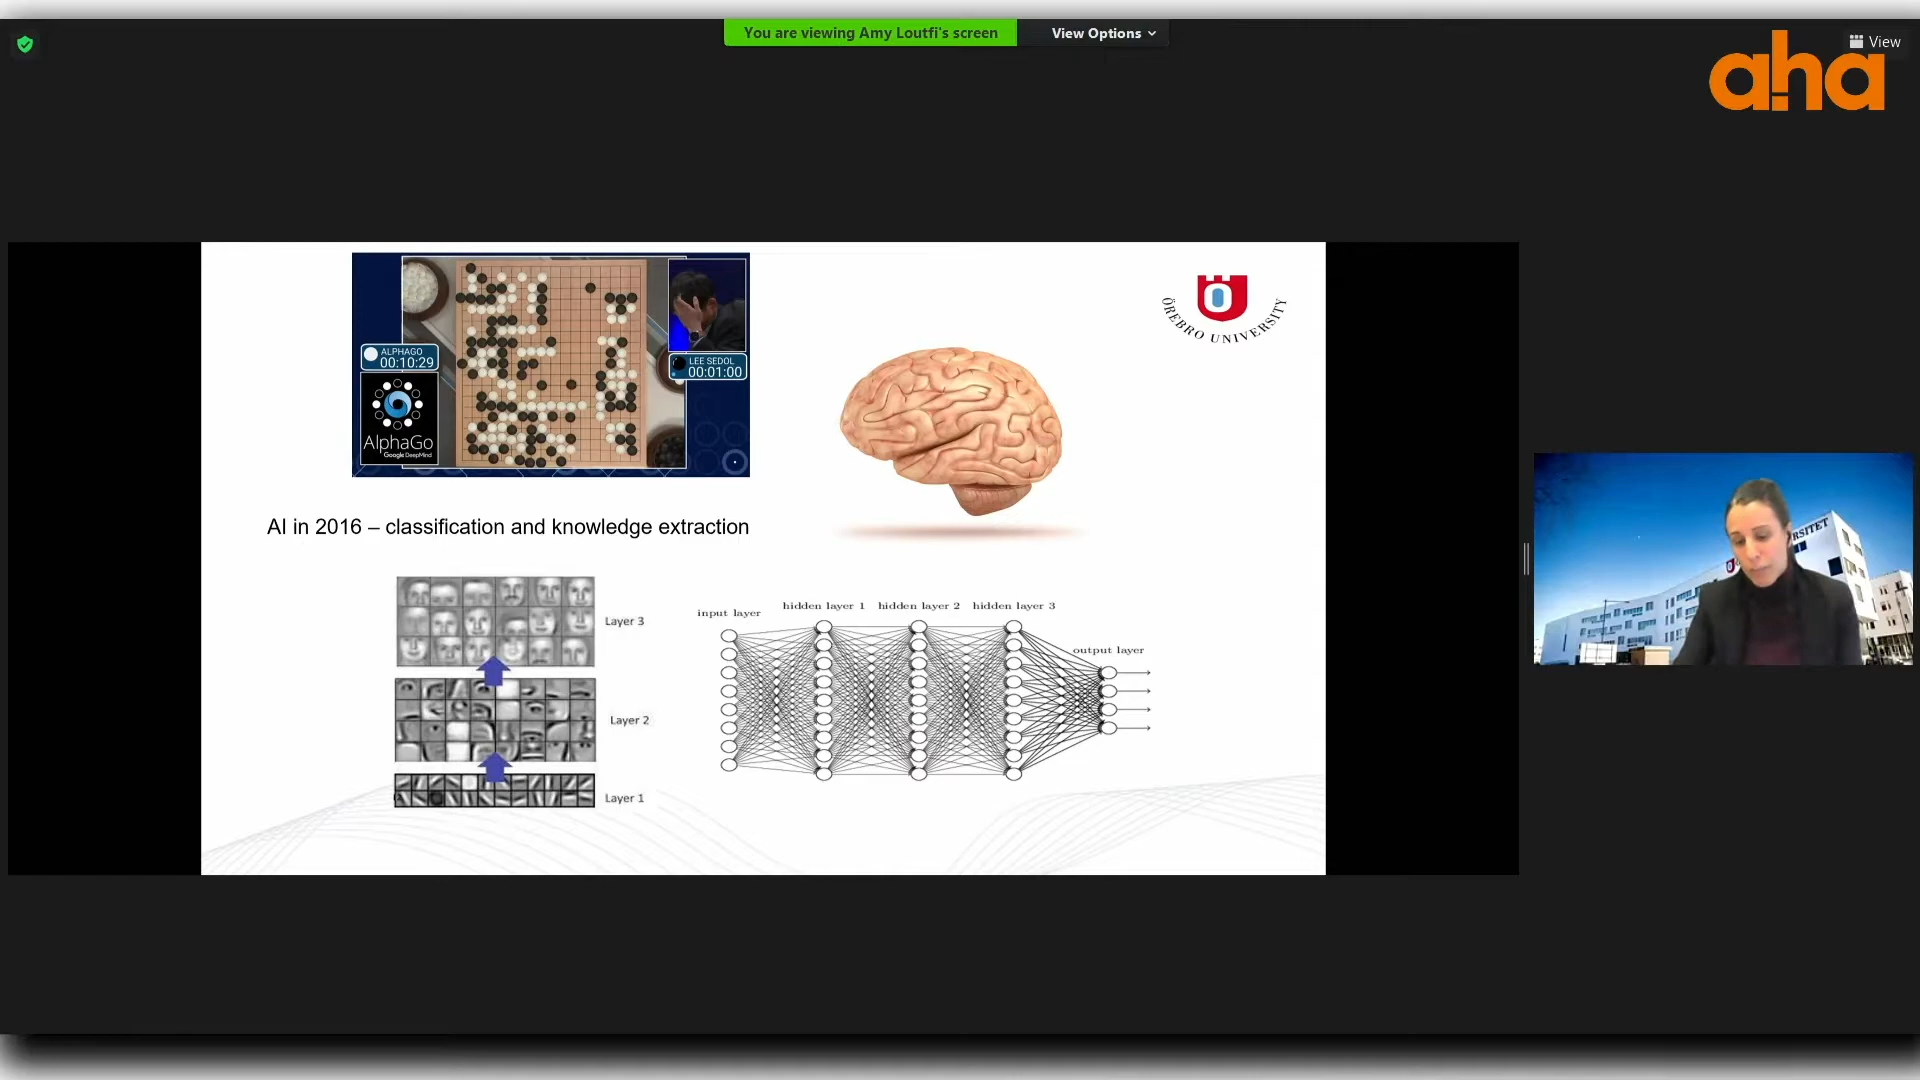 You are viewing Amy Loutfi's screen
View Options
View
aha
ALPHAGO
00:10:29
LEE SEDOL
00:01:00
AlphaGo
Google DeepMind
ÖREBRO UNIVERSITY
AI in 2016 – classification and knowledge extraction
RSITET
Layer 3
Layer 2
Layer 1
input layer
hidden layer 1
hidden layer 2
hidden layer 3
output layer